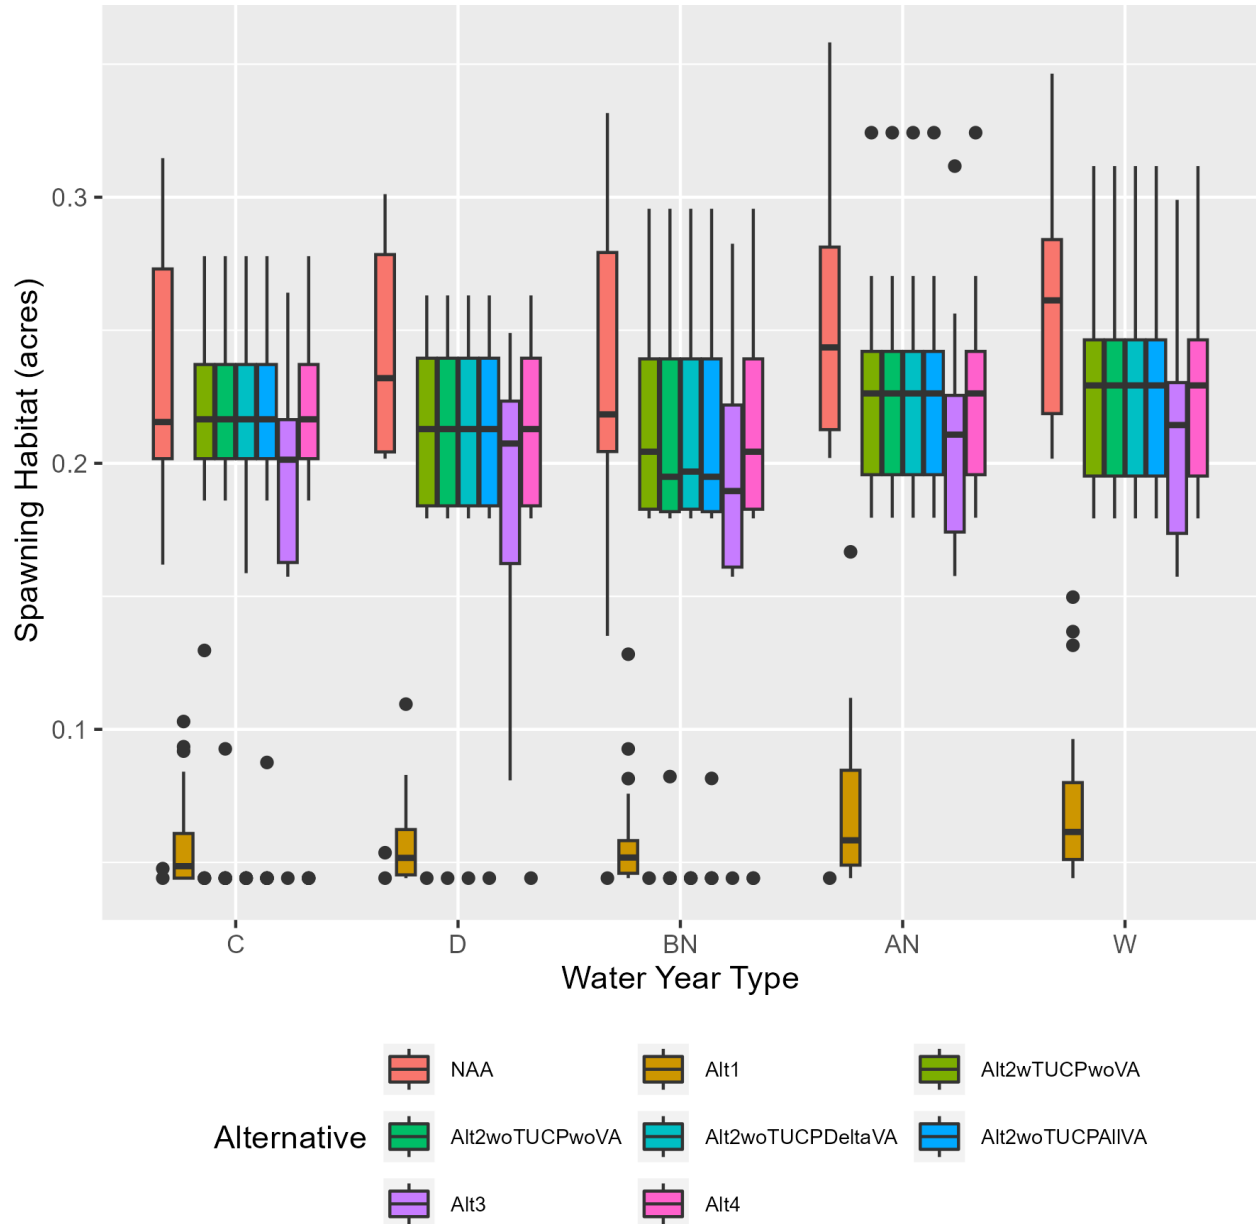 Spawning Habitat (acres)
0.3
0.2
0.1
C D BN AN W
Water Year Type
Alternative
NAA Alt1 Alt2wTUCPwoVA
Alt2woTUCPwoVA Alt2woTUCPDeltaVA Alt2woTUCPAllVA
Alt3 Alt4